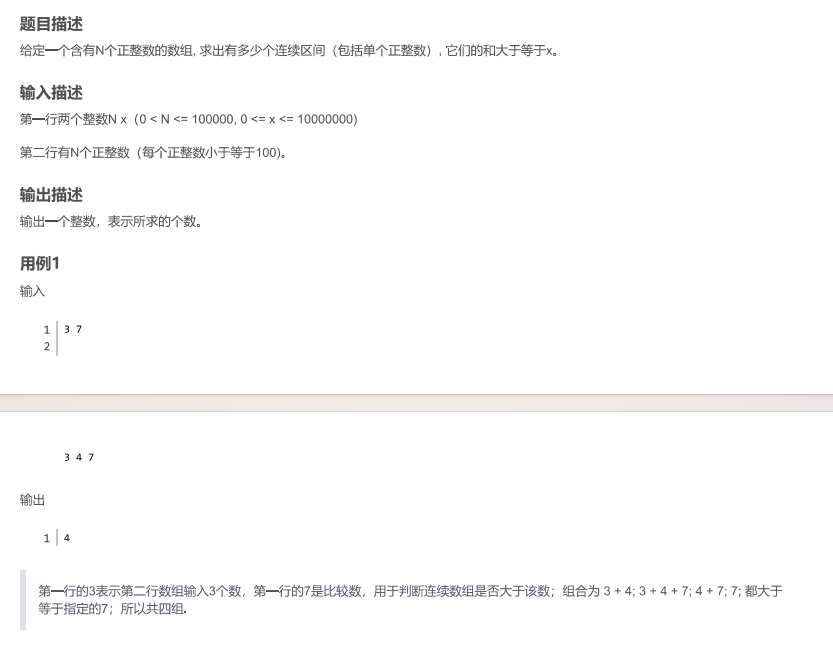 题目描述
给定一个含有N个正整数的数组, 求出有多少个连续区间（包括单个正整数）, 它们的和大于等于x。
输入描述
第一行两个整数N x（0 < N <= 100000, 0 <= x <= 10000000)
第二行有N个正整数（每个正整数小于等于100)。
输出描述
输出一个整数，表示所求的个数。
用例1
输入
1 3 7
2
3 4 7
输出
1 4
第一行的3表示第二行数组输入3个数，第一行的7是比较数，用于判断连续数组是否大于该数；组合为 3 + 4; 3 + 4 + 7; 4 + 7; 7; 都大于
等于指定的7；所以共四组.